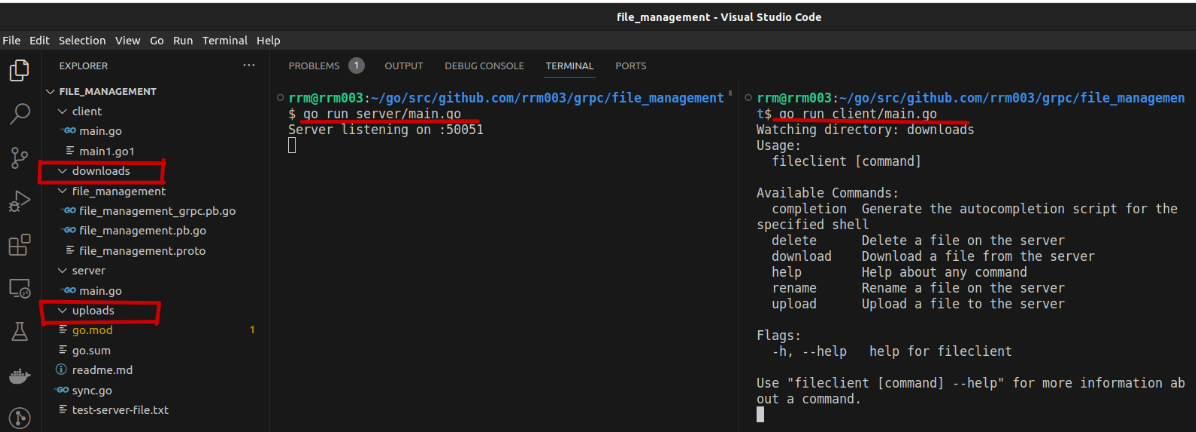 file_management - Visual Studio Code
File Edit Selection View Go Run Terminal Help
EXPLORER
FILE_MANAGEMENT
client
main.go
main1.go1
downloads
file_management
file_management_grpc.pb.go
file_management.pb.go
file_management.proto
server
main.go
uploads
go.mod 1
go.sum
readme.md
sync.go
test-server-file.txt
PROBLEMS 1 OUTPUT DEBUG CONSOLE TERMINAL PORTS
rrm@rrm003:~/go/src/github.com/rrm003/grpc/file_management
$ go run server/main.go
Server listening on :50051
rrm@rrm003:~/go/src/github.com/rrm003/grpc/file_managemen
t$ go run client/main.go
Watching directory: downloads
Usage:
fileclient [command]
Available Commands:
completion Generate the autocompletion script for the
specified shell
delete Delete a file on the server
download Download a file from the server
help Help about any command
rename Rename a file on the server
upload Upload a file to the server
Flags:
-h, --help help for fileclient
Use "fileclient [command] --help" for more information ab
out a command.